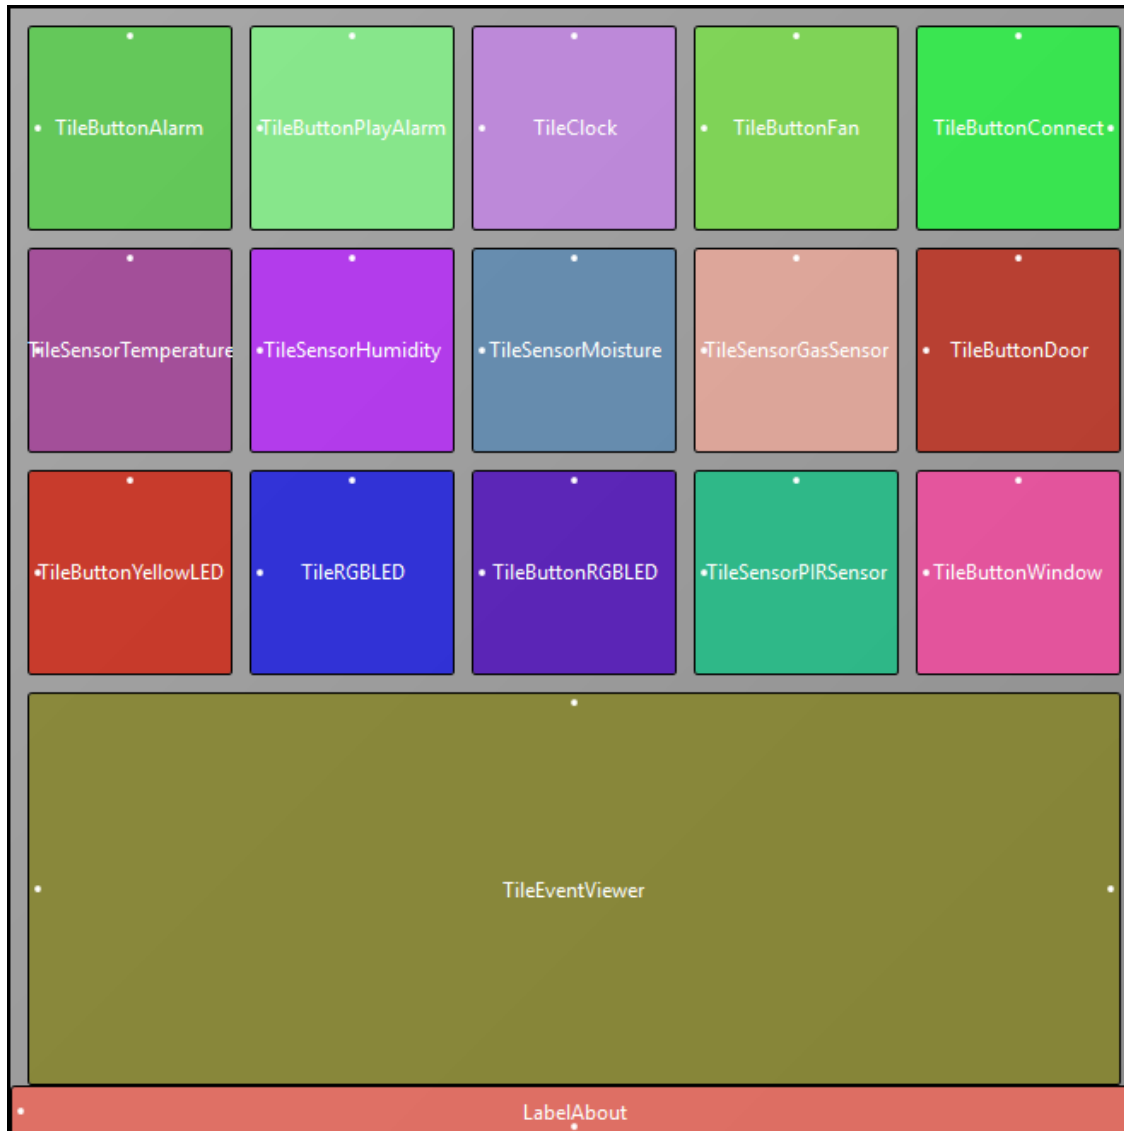 TileButtonAlarm
TileButtonPlayAlarm
TileClock
TileButtonFan
TileButtonConnect
TileSensorTemperature
TileSensorHumidity
TileSensorMoisture
TileSensorGasSensor
TileButtonDoor
TileButtonYellowLED
TileRGBLED
TileButtonRGBLED
TileSensorPIRSensor
TileButtonWindow
TileEventViewer
LabelAbout